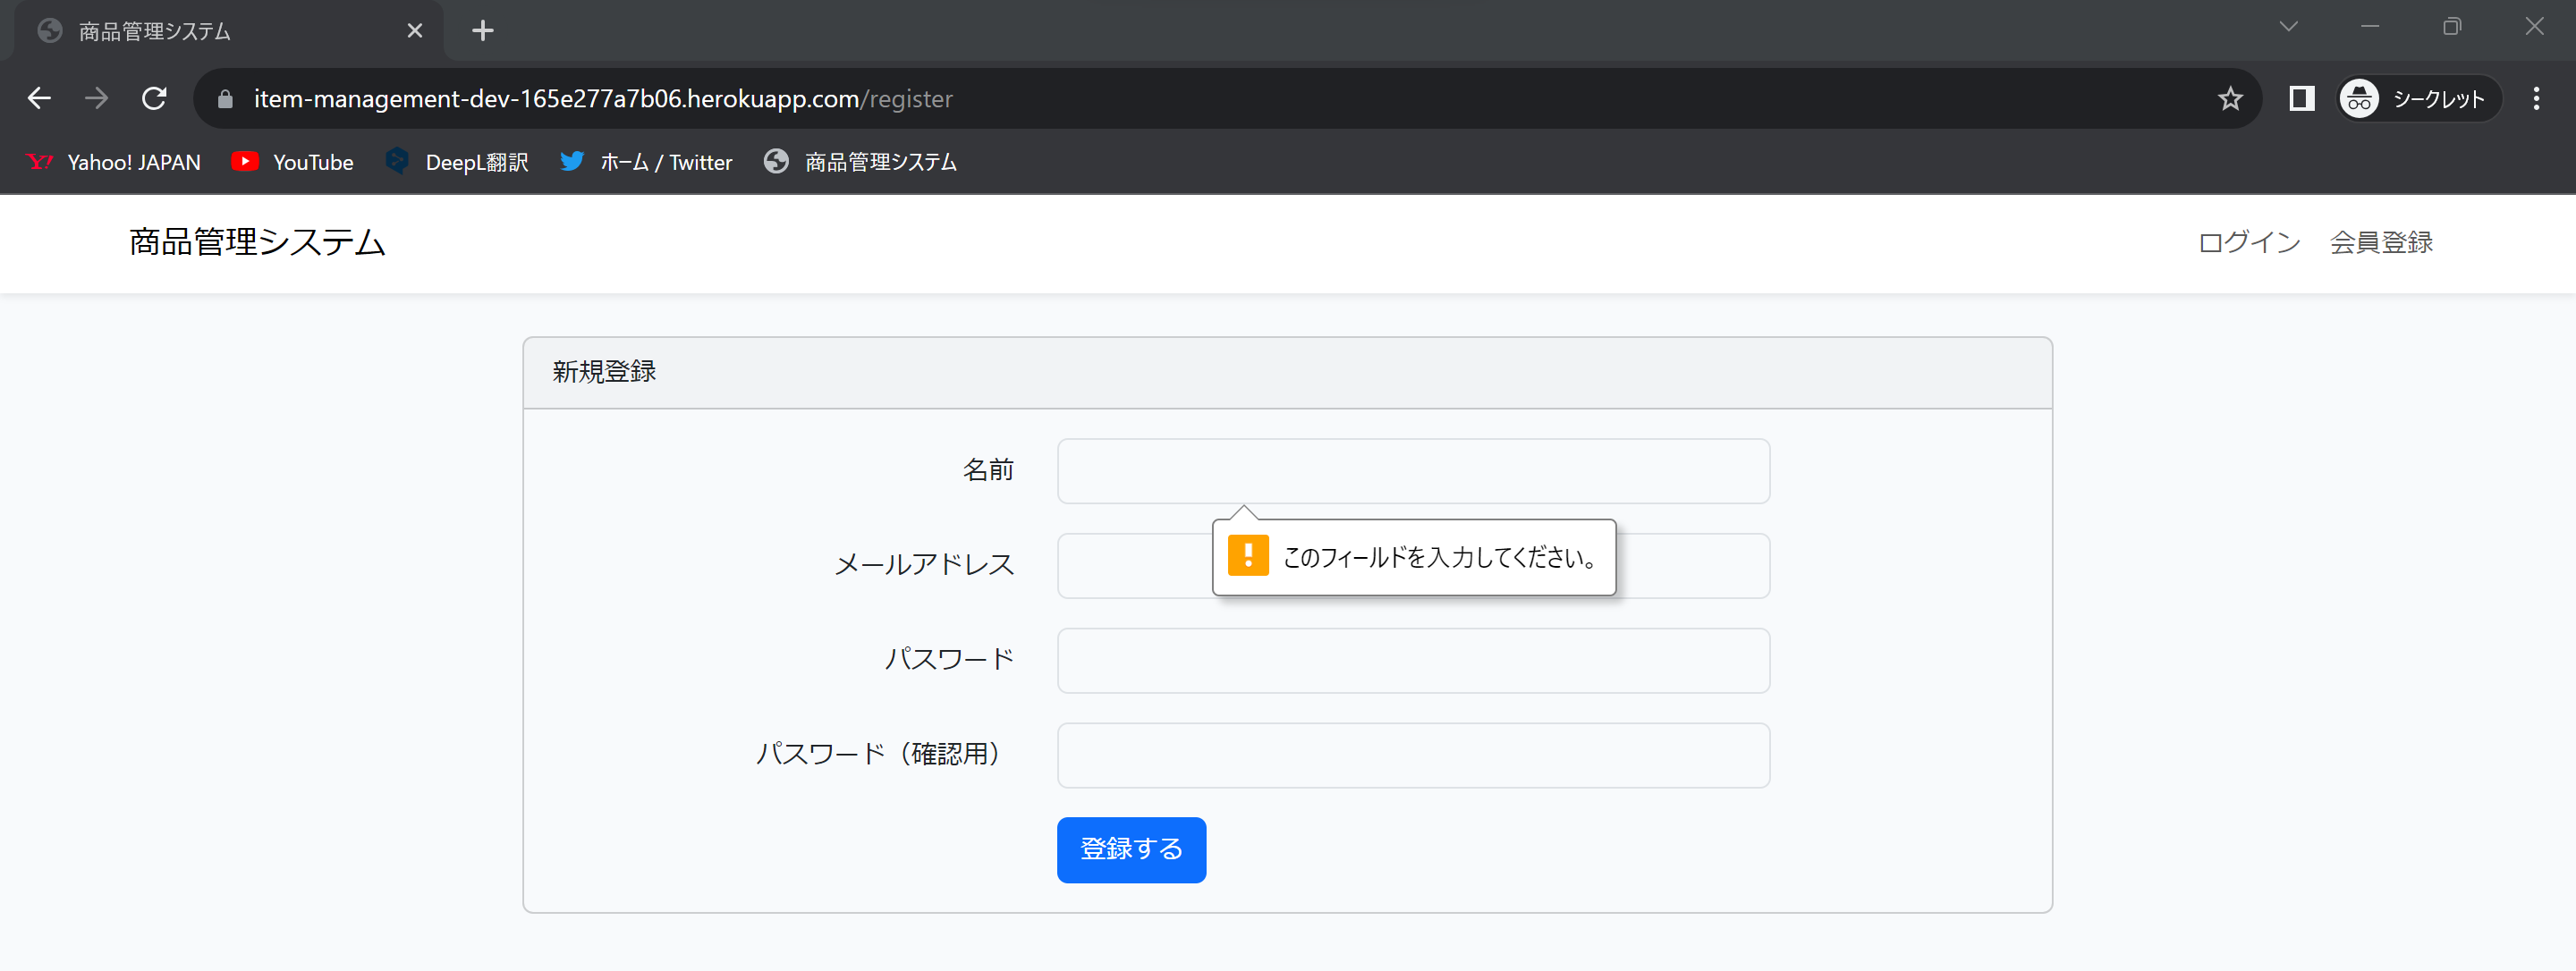 商品管理システム
item-management-dev-165e277a7b06.herokuapp.com/register
シークレット
Yahoo! JAPAN YouTube DeepL翻訳 ホーム / Twitter 商品管理システム
商品管理システム ログイン 会員登録
新規登録
名前
このフィールドを入力してください。
メールアドレス
パスワード
パスワード（確認用）
登録する